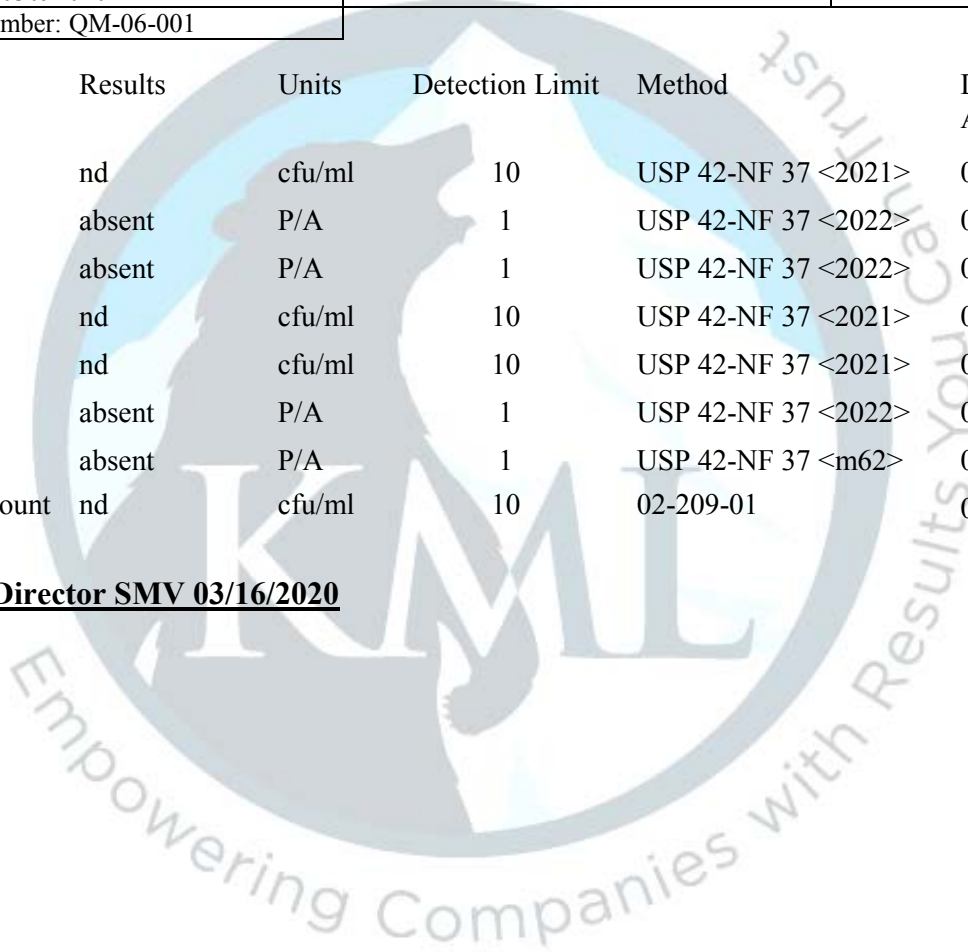 mber: QM-06-001
Results Units Detection Limit Method
nd cfu/ml 10 USP 42-NF 37 <2021>
absent P/A 1 USP 42-NF 37 <2022>
absent P/A 1 USP 42-NF 37 <2022>
nd cfu/ml 10 USP 42-NF 37 <2021>
nd cfu/ml 10 USP 42-NF 37 <2021>
absent P/A 1 USP 42-NF 37 <2022>
absent P/A 1 USP 42-NF 37 <m62>
ount nd cfu/ml 10 02-209-01
Director SMV 03/16/2020
KML
Empowering Companies with Results You Can Trust